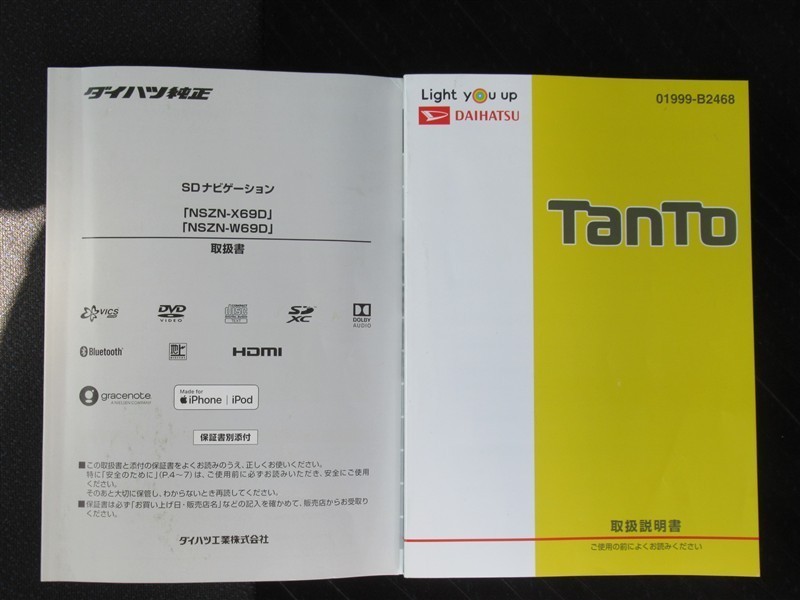 ダイハツ純正
SDナビゲーション
「NSZN-X69D」
「NSZN-W69D」
取扱書
VICS
DVD
VIDEO
COMPACT
disc
DIGITAL AUDIO
TEXT
SD
XC
DOLBY
AUDIO
Bluetooth
地上
HDMI
gracenote.
Made for
iPhone | iPod
保証書別添付
■この取扱書と添付の保証書をよくお読みのうえ、正しくお使いください。
特に「安全のために」(P.4～7)は、ご使用前に必ずお読みいただき、安全にご使用
ください。
そのあと大切に保管し、わからないとき再読してください。
■保証書は必ず「お買い上げ日・販売店名」などの記入を確かめて、販売店からお受取り
ください。
ダイハツ工業株式会社
Light you up
DAIHATSU
01999-B2468
TanTo
取扱説明書
ご使用の前によくお読みください